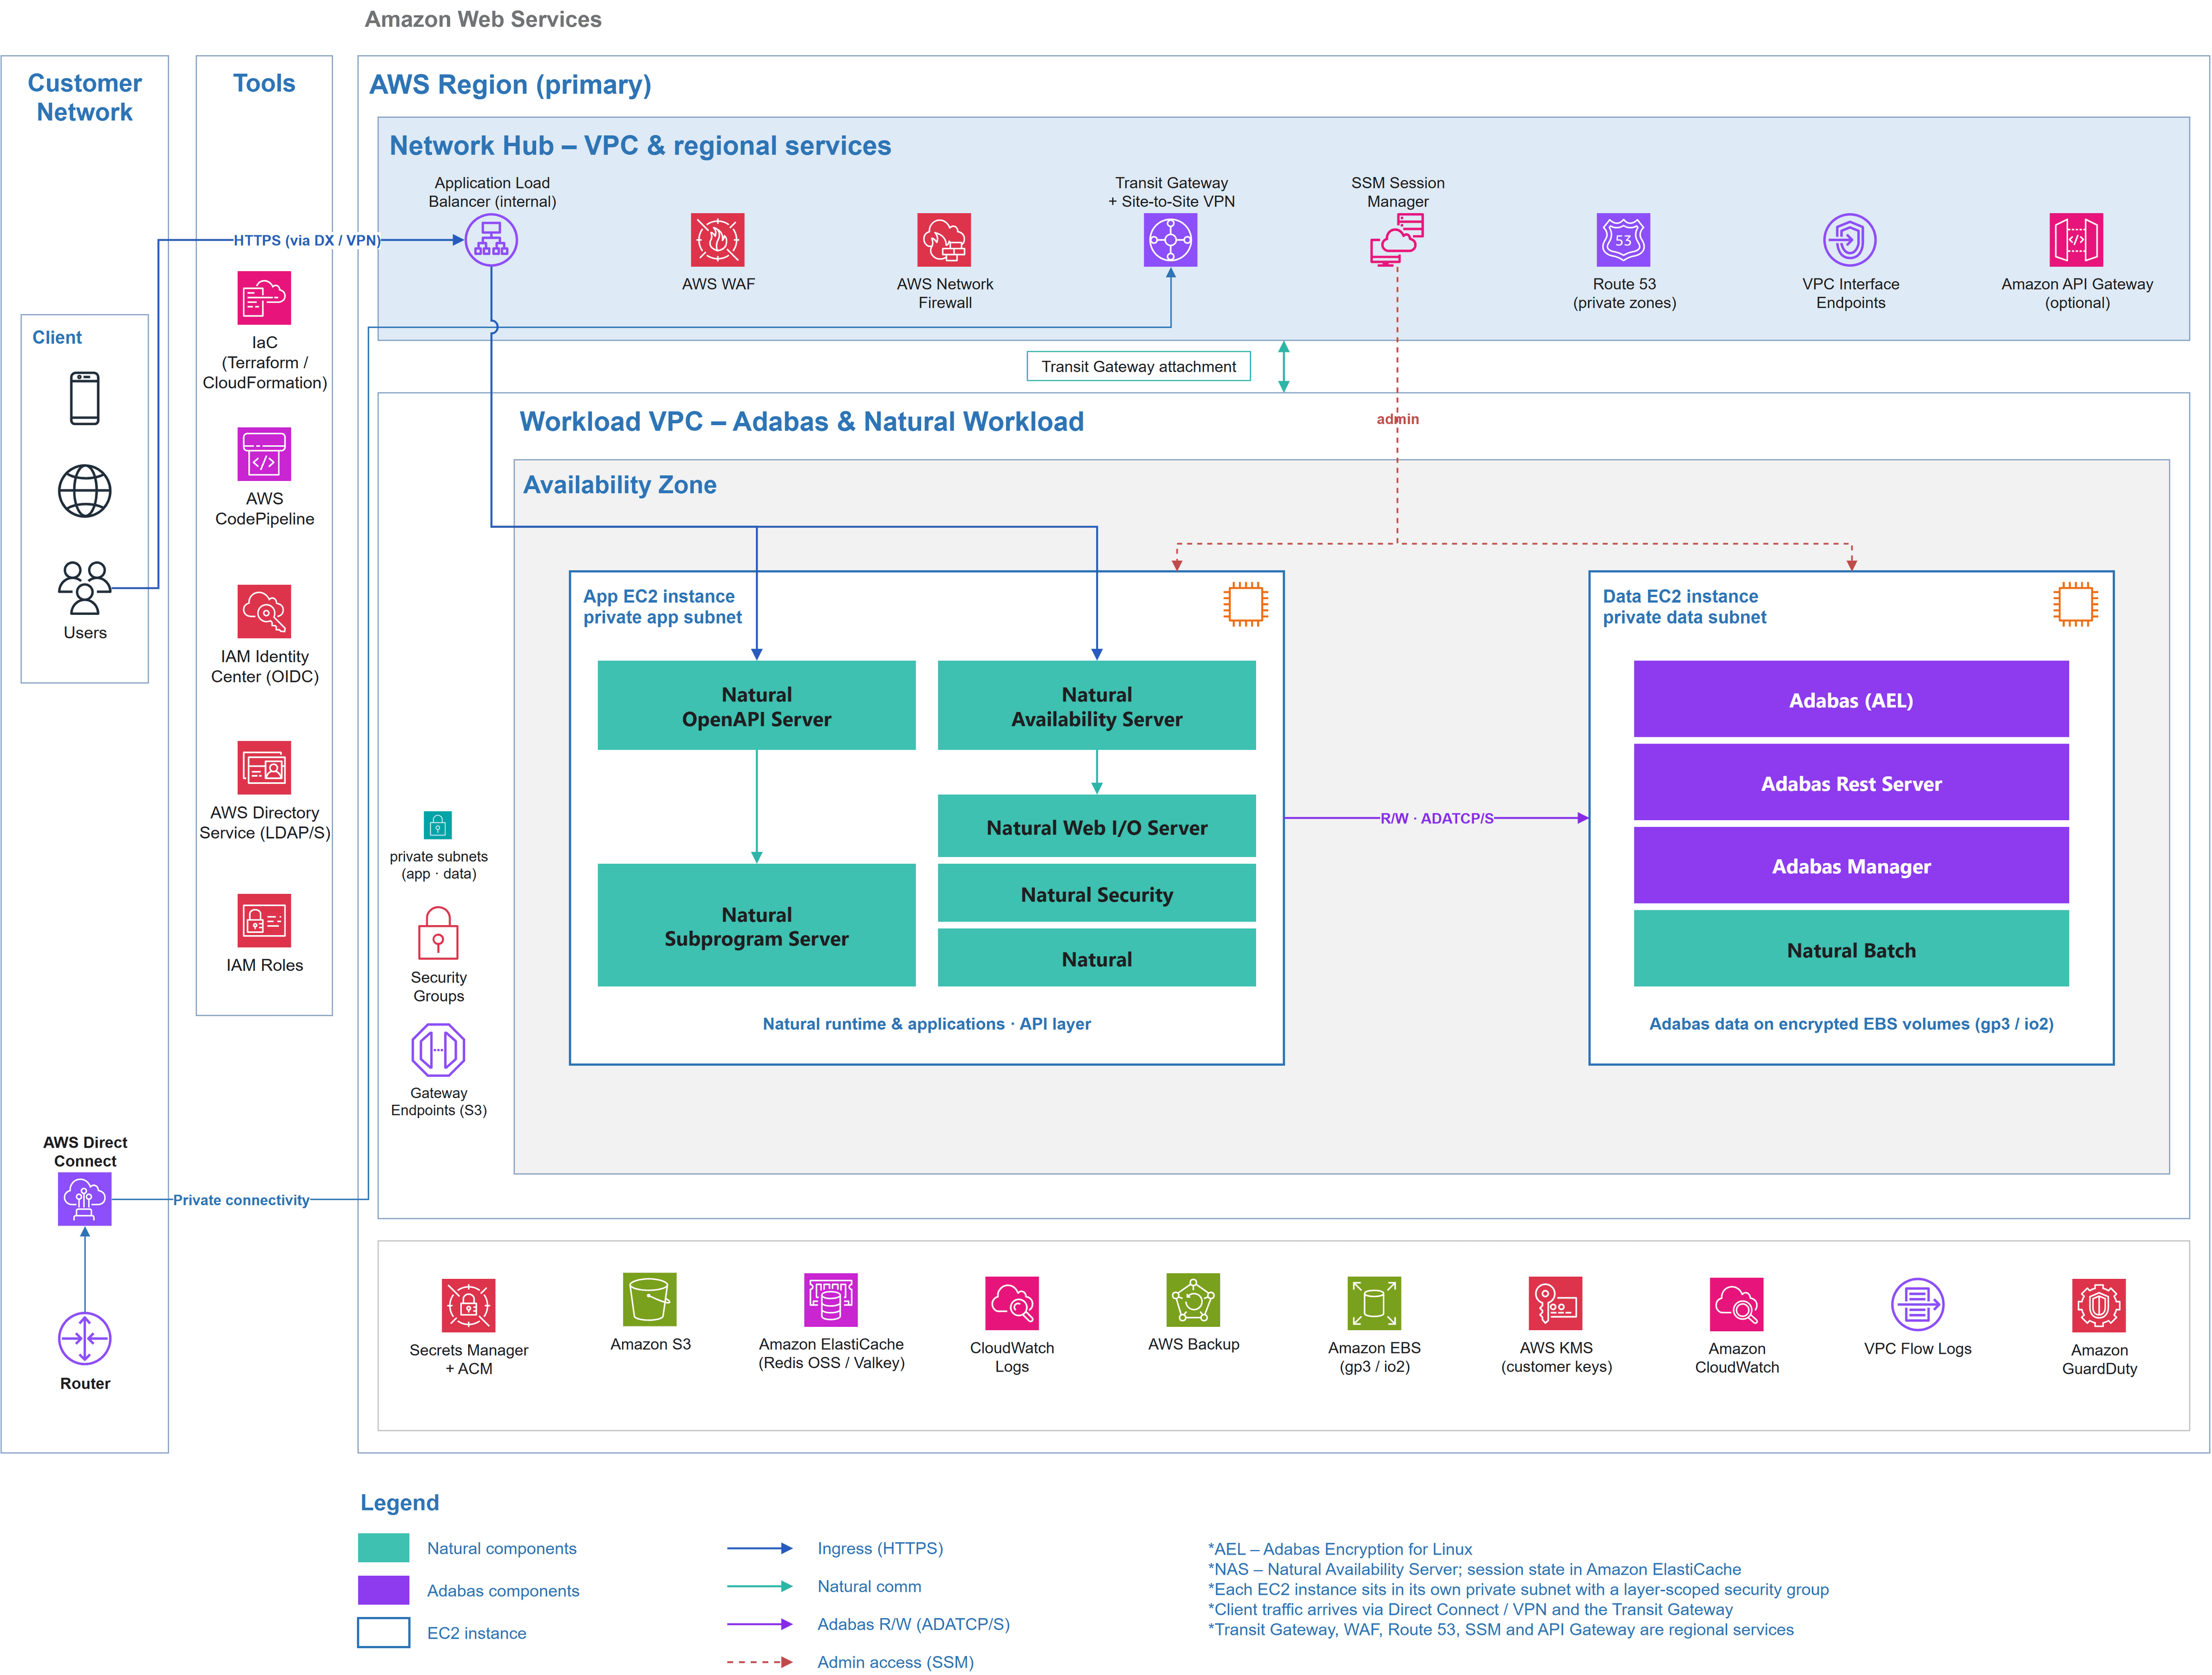 Amazon Web Services
Customer
Network
Client
Users
AWS Direct
Connect
Router
Tools
IaC
(Terraform /
CloudFormation)
AWS
CodePipeline
IAM Identity
Center (OIDC)
AWS Directory
Service (LDAP/S)
IAM Roles
HTTPS (via DX / VPN)
Private connectivity
AWS Region (primary)
Network Hub – VPC & regional services
Application Load
Balancer (internal)
AWS WAF
AWS Network
Firewall
Transit Gateway
+ Site-to-Site VPN
SSM Session
Manager
53
Route 53
(private zones)
VPC Interface
Endpoints
Amazon API Gateway
(optional)
Transit Gateway attachment
admin
Workload VPC – Adabas & Natural Workload
private subnets
(app · data)
Security
Groups
Gateway
Endpoints (S3)
Availability Zone
App EC2 instance
private app subnet
Natural
OpenAPI Server
Natural
Subprogram Server
Natural
Availability Server
Natural Web I/O Server
Natural Security
Natural
Natural runtime & applications · API layer
R/W · ADATCP/S
Data EC2 instance
private data subnet
Adabas (AEL)
Adabas Rest Server
Adabas Manager
Natural Batch
Adabas data on encrypted EBS volumes (gp3 / io2)
Secrets Manager
+ ACM
Amazon S3
Amazon ElastiCache
(Redis OSS / Valkey)
CloudWatch
Logs
AWS Backup
Amazon EBS
(gp3 / io2)
AWS KMS
(customer keys)
Amazon
CloudWatch
VPC Flow Logs
Amazon
GuardDuty
Legend
Natural components
Adabas components
EC2 instance
Ingress (HTTPS)
Natural comm
Adabas R/W (ADATCP/S)
Admin access (SSM)
*AEL – Adabas Encryption for Linux
*NAS – Natural Availability Server; session state in Amazon ElastiCache
*Each EC2 instance sits in its own private subnet with a layer-scoped security group
*Client traffic arrives via Direct Connect / VPN and the Transit Gateway
*Transit Gateway, WAF, Route 53, SSM and API Gateway are regional services